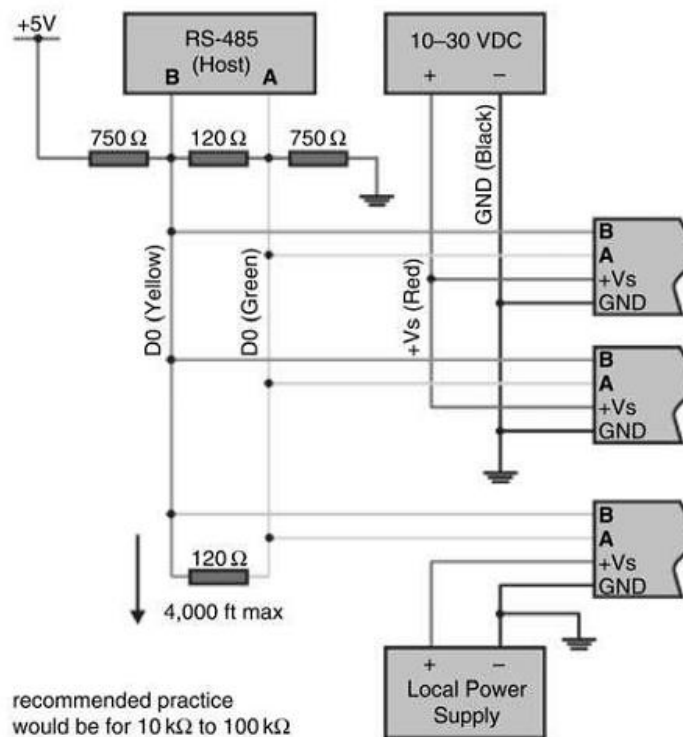 +5V
RS-485
(Host)
B A
10–30 VDC
+ −
750 Ω
120 Ω
750 Ω
GND (Black)
D0 (Yellow)
D0 (Green)
+Vs (Red)
B
A
+Vs
GND
B
A
+Vs
GND
B
A
+Vs
GND
120 Ω
4,000 ft max
+ −
Local Power
Supply
recommended practice
would be for 10 kΩ to 100 kΩ